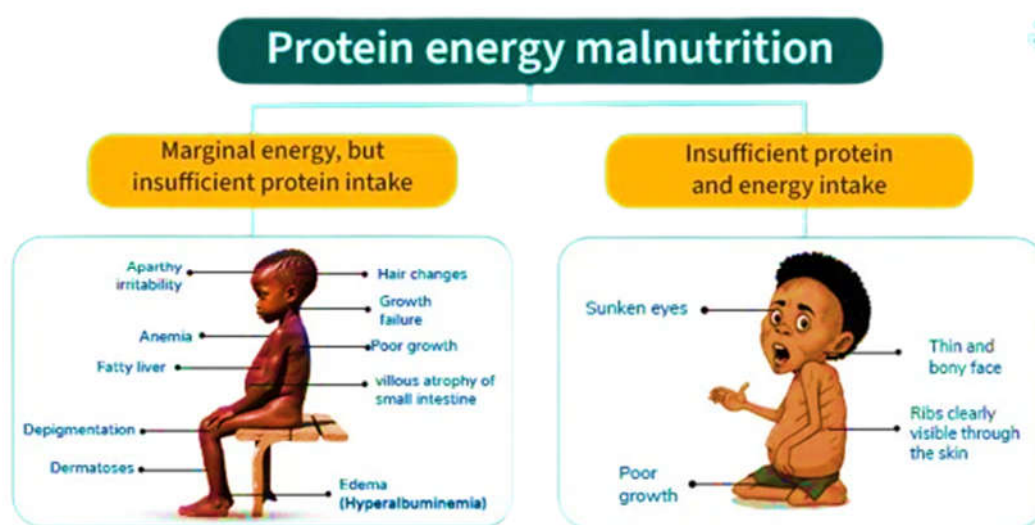 Protein energy malnutrition
Marginal energy, but
insufficient protein intake
Insufficient protein
and energy intake
Aparthy
irritability
Hair changes
Growth
failure
Anemia
Poor growth
Fatty liver
villous atrophy of
small intestine
Depigmentation
Dermatoses
Edema
(Hyperalbuminemia)
Sunken eyes
Thin and
bony face
Ribs clearly
visible through
the skin
Poor
growth